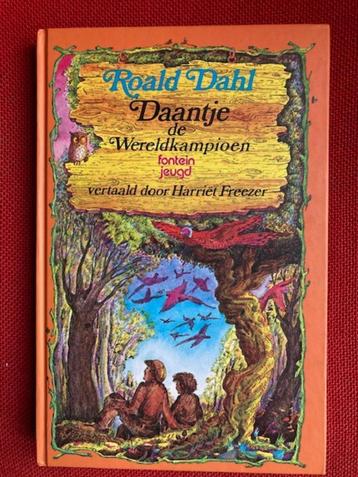 Roald Dahl
Daantje
de
Wereldkampioen
fontein
jeugd
vertaald door Harriët Freezer